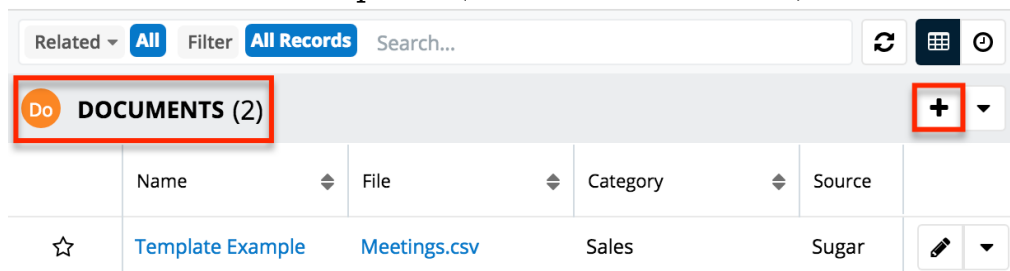 Related All Filter All Records Search...
Do DOCUMENTS (2)
Name File Category Source
Template Example Meetings.csv Sales Sugar